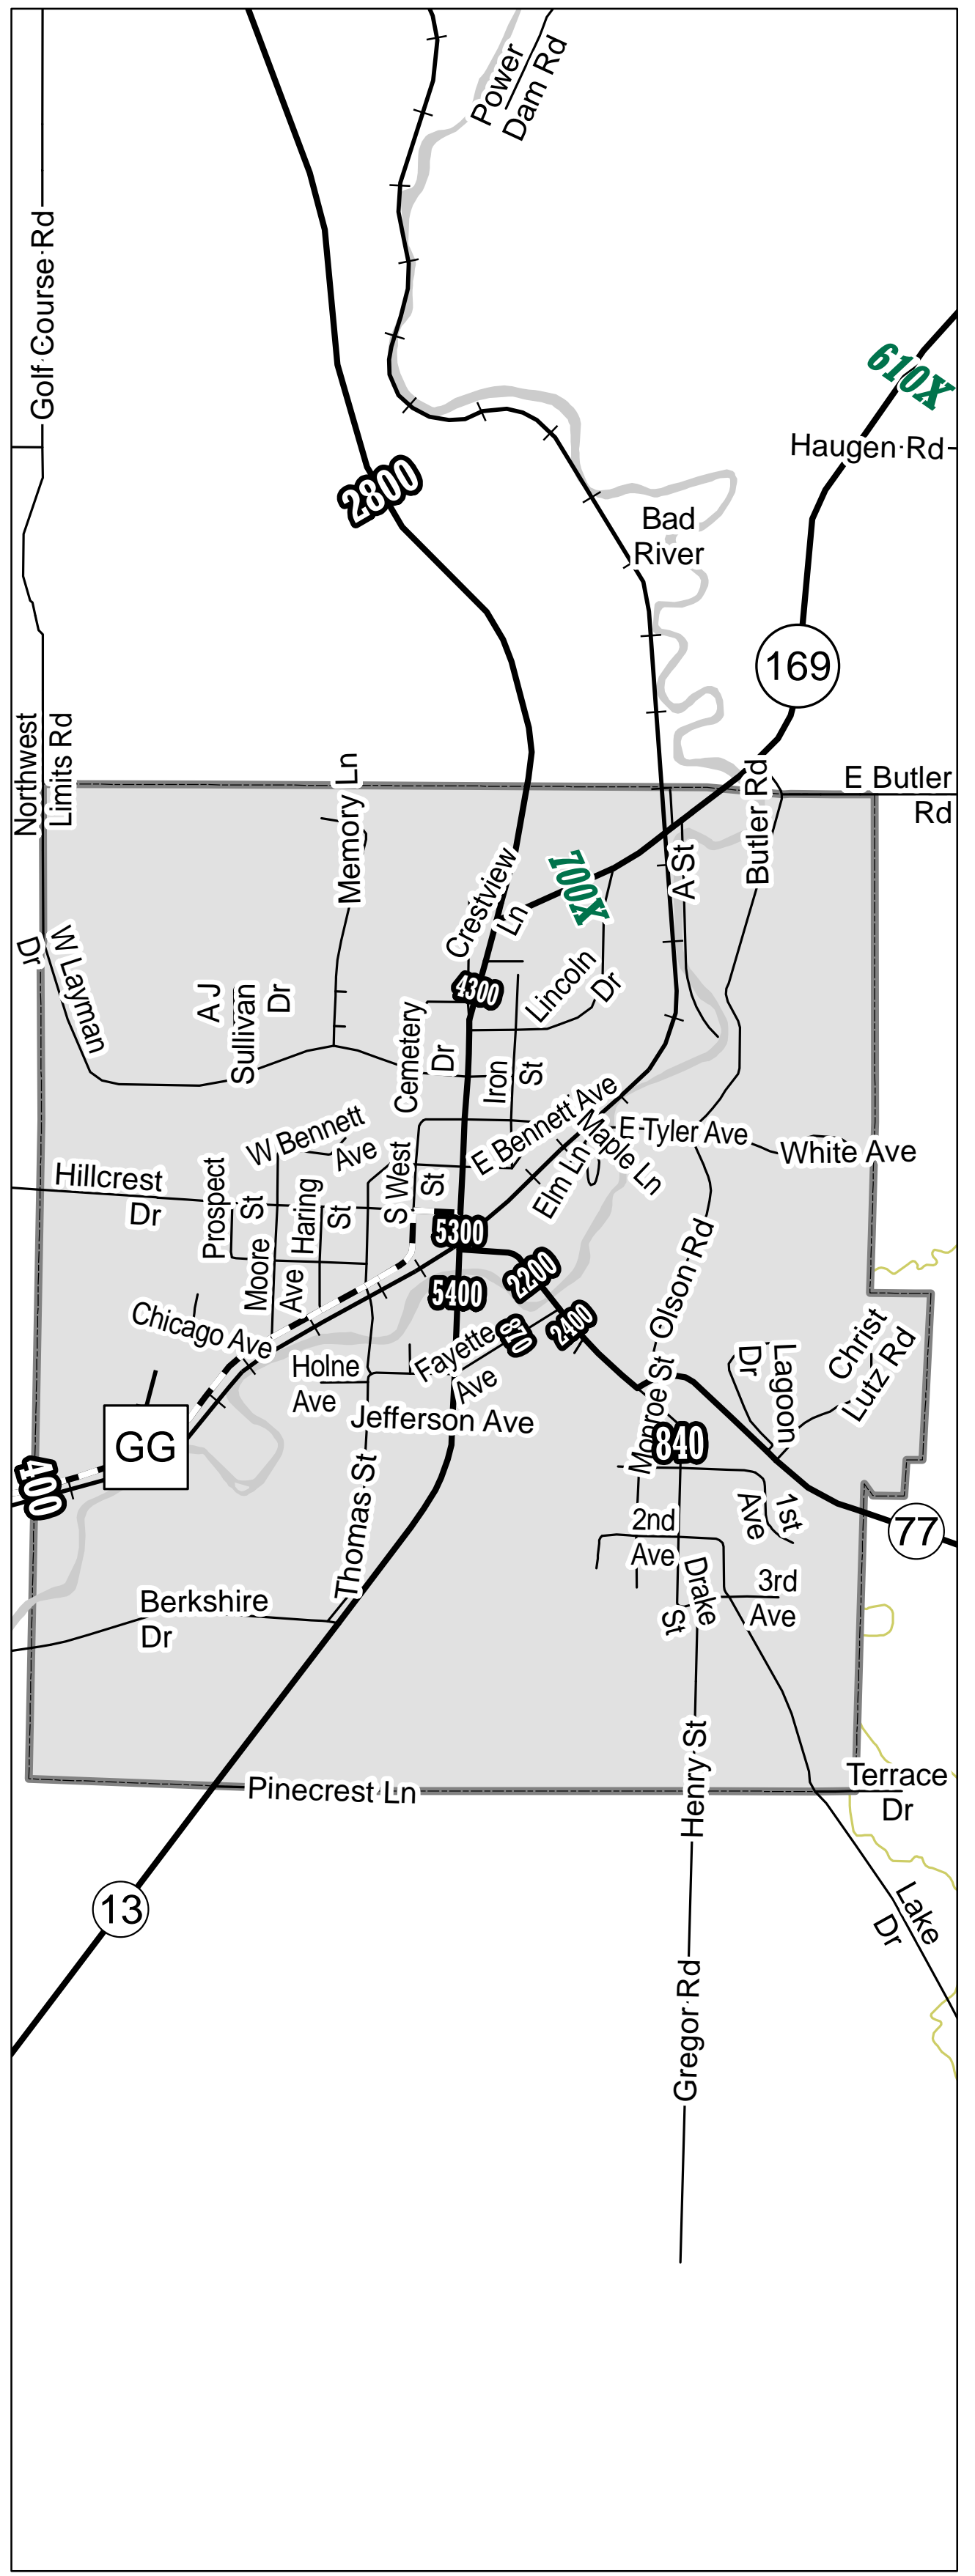 Power
Dam Rd
Golf Course Rd
610X
Haugen Rd
2800
Bad
River
169
Northwest
Limits Rd
Memory Ln
E Butler
Rd
Butler Rd
A St
700X
Crestview
Ln
W Layman
Dr
A J
Sullivan
Dr
4300
Lincoln
Dr
Cemetery
Dr
Iron
St
W Bennett
Ave
E Bennett Ave
Maple Ln
E Tyler Ave
White Ave
Elm Ln
Hillcrest
Dr
Prospect
St
Haring
St
S West
St
5300
Moore
Ave
5400
2200
2400
Olson Rd
Chicago Ave
Fayette
Ave
870
Holne
Ave
Jefferson Ave
Monroe St
Lagoon
Dr
Christ
Lutz Rd
GG
840
400
Thomas St
2nd
Ave
1st
Ave
77
Berkshire
Dr
Drake
St
3rd
Ave
Henry St
Pinecrest Ln
Terrace
Dr
13
Lake
Dr
Gregor Rd